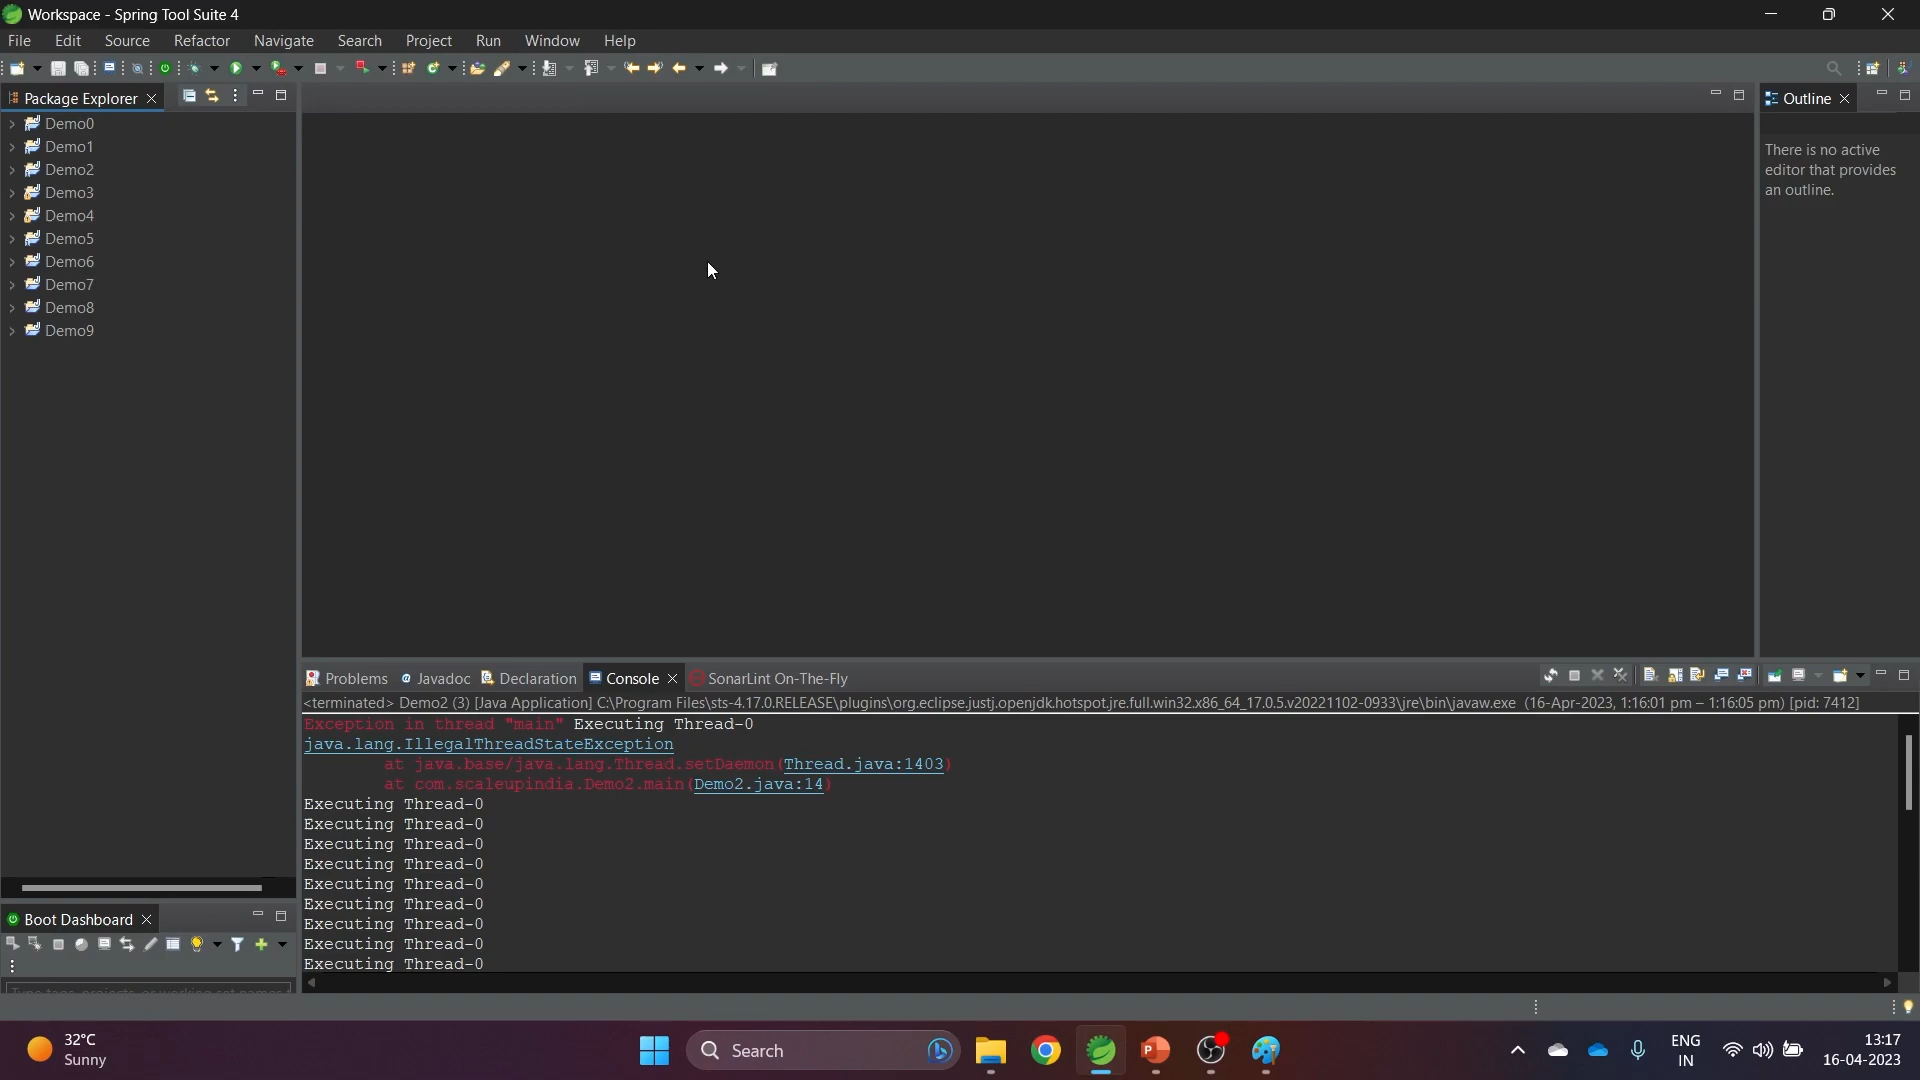 Workspace - Spring Tool Suite 4
File Edit Source Refactor Navigate Search Project Run Window Help
Package Explorer
Outline
Demo0
Demo1
Demo2
Demo3
Demo4
Demo5
Demo6
Demo7
Demo8
Demo9
There is no active
editor that provides
an outline.
Problems Javadoc Declaration Console SonarLint On-The-Fly
<terminated> Demo2 (3) [Java Application] C:\Program Files\sts-4.17.0.RELEASE\plugins\org.eclipse.justj.openjdk.hotspot.jre.full.win32.x86_64_17.0.5.v20221102-0933\jre\bin\javaw.exe (16-Apr-2023, 1:16:01 pm – 1:16:05 pm) [pid: 7412]
Exception in thread "main" Executing Thread-0
java.lang.IllegalThreadStateException
at java.base/java.lang.Thread.setDaemon(Thread.java:1403)
at com.scaleupindia.Demo2.main(Demo2.java:14)
Executing Thread-0
Executing Thread-0
Executing Thread-0
Executing Thread-0
Executing Thread-0
Executing Thread-0
Executing Thread-0
Executing Thread-0
Executing Thread-0
Boot Dashboard
Type tags, projects, or working set names
32°C
Sunny
Search
ENG
IN
13:17
16-04-2023